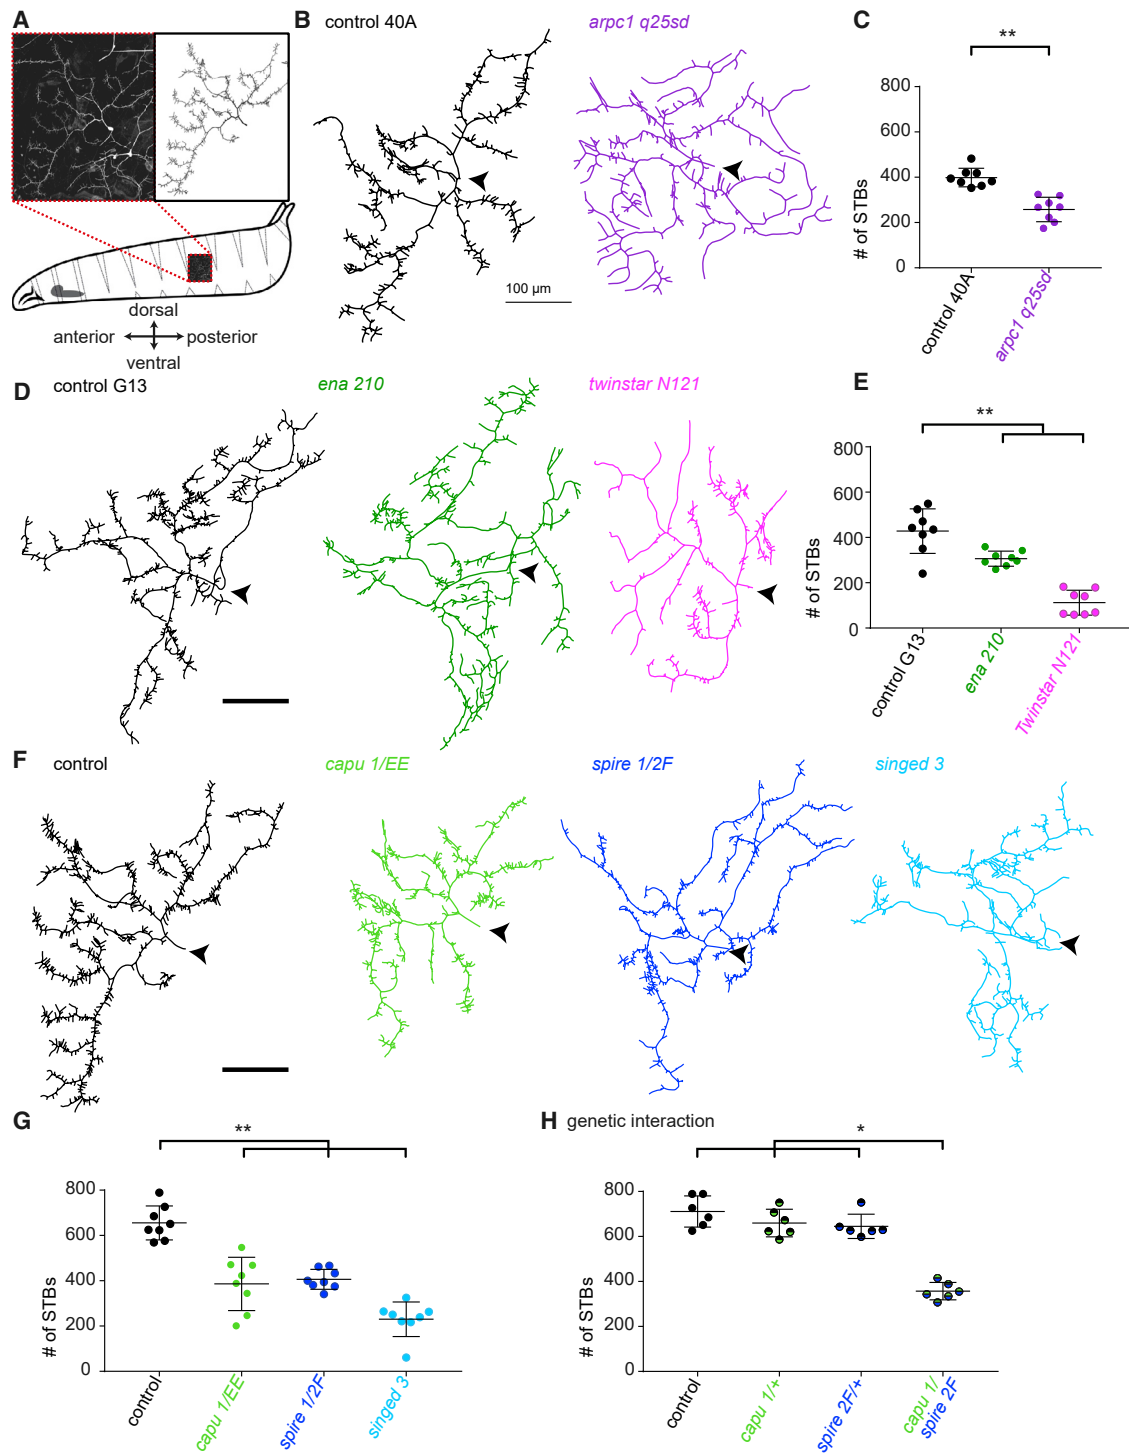 A
B control 40A
arpc1 q25sd
C
**
# of STBs
800
600
400
200
0
control 40A
arpc1 q25sd
100 µm
dorsal
anterior
posterior
ventral
D control G13
ena 210
twinstar N121
E
**
# of STBs
800
600
400
200
0
control G13
ena 210
Twinstar N121
F control
capu 1/EE
spire 1/2F
singed 3
G
**
# of STBs
800
600
400
200
0
control
capu 1/EE
spire 1/2F
singed 3
H genetic interaction
*
# of STBs
800
600
400
200
0
control
capu 1/+
spire 2F/+
capu 1/
spire 2F